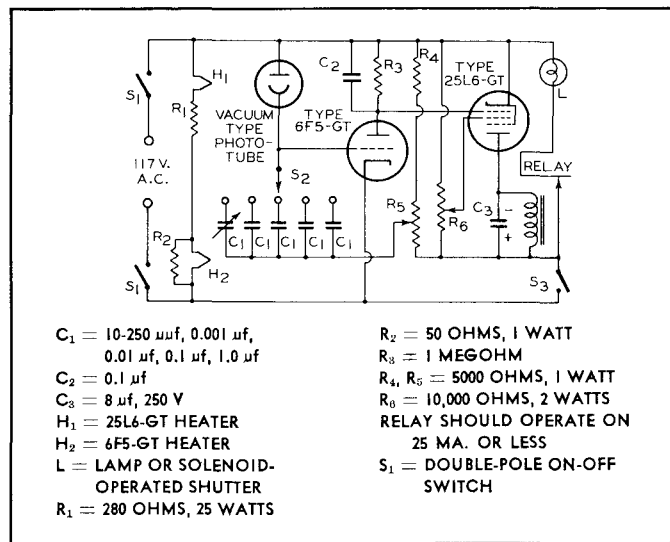 S₁
117 V.
A.C.
S₁
H₁
R₁
R₂
H₂
VACUUM
TYPE
PHOTO-
TUBE
S₂
C₁
C₁
C₁
C₁
C₁
C₂
R₃
TYPE
6F5-GT
R₄
R₅
R₆
TYPE
25L6-GT
L
RELAY
C₃
-
+
S₃
C₁ = 10-250 µµf, 0.001 µf,
0.01 µf, 0.1 µf, 1.0 µf
C₂ = 0.1 µf
C₃ = 8 µf, 250 V
H₁ = 25L6-GT HEATER
H₂ = 6F5-GT HEATER
L = LAMP OR SOLENOID-
OPERATED SHUTTER
R₁ = 280 OHMS, 25 WATTS
R₂ = 50 OHMS, 1 WATT
R₃ = 1 MEGOHM
R₄, R₅ = 5000 OHMS, 1 WATT
R₆ = 10,000 OHMS, 2 WATTS
RELAY SHOULD OPERATE ON
25 MA. OR LESS
S₁ = DOUBLE-POLE ON-OFF
SWITCH